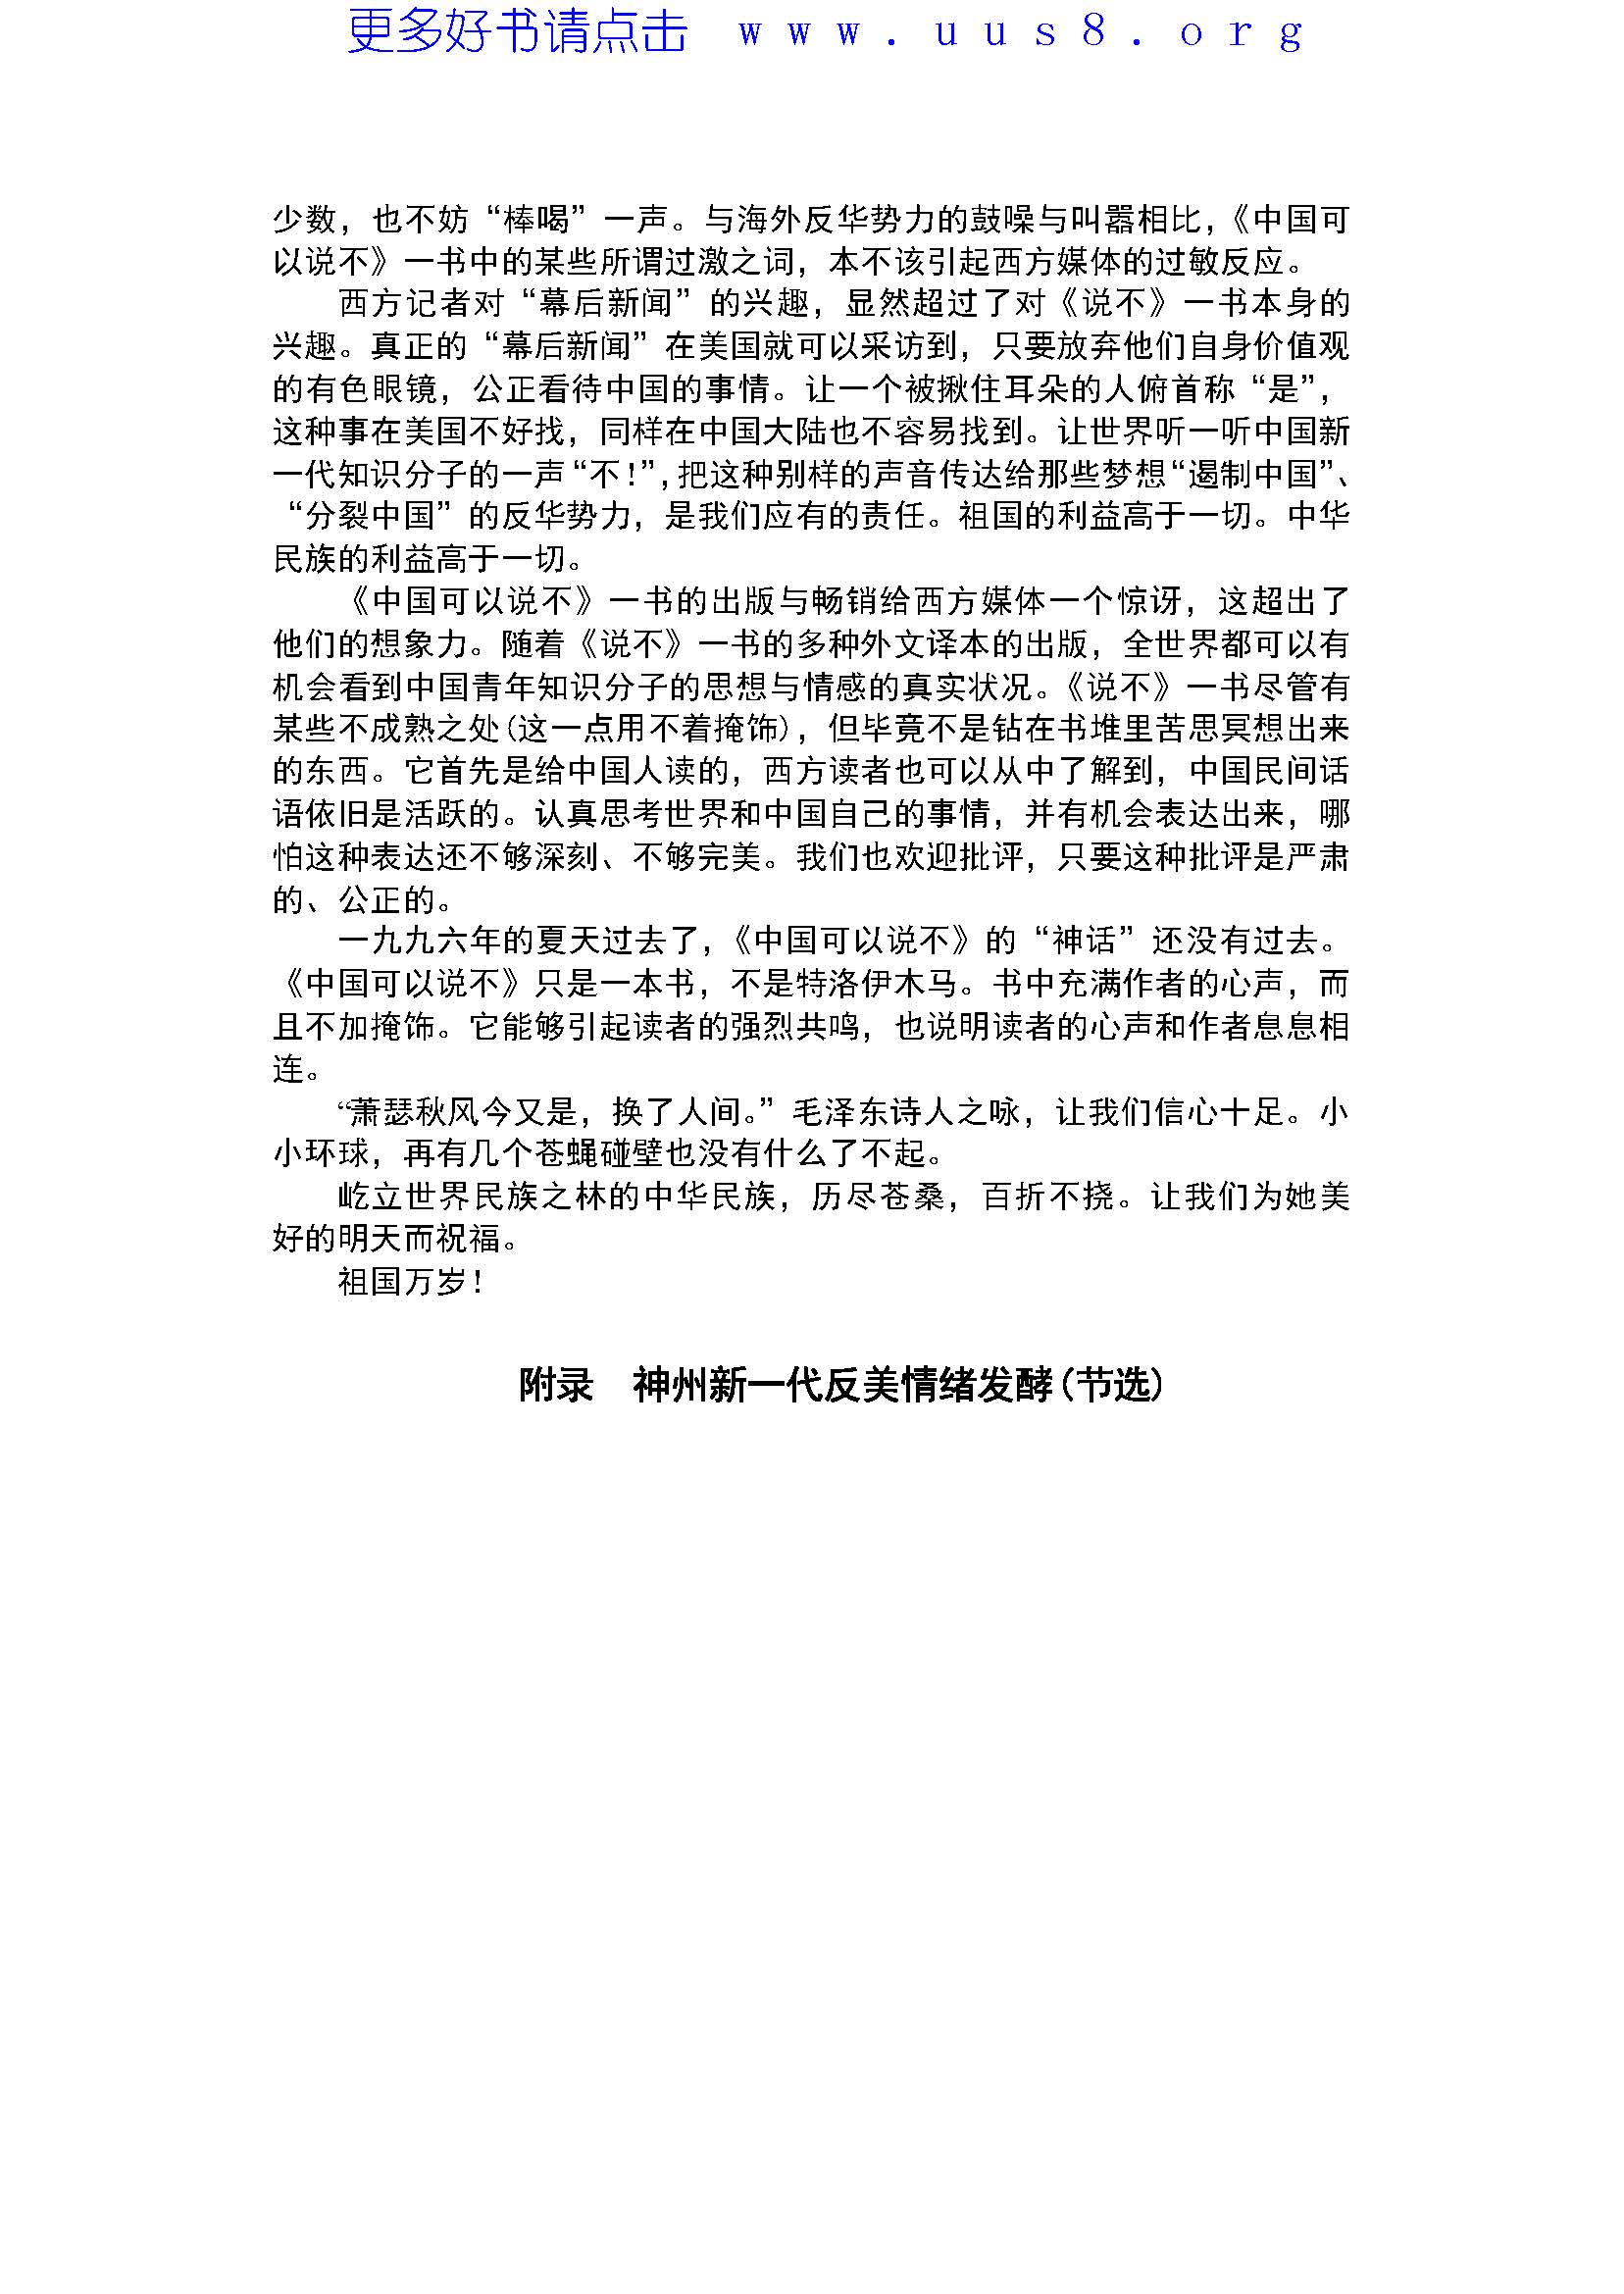 更多好书请点击 www.uus8.org
少数，也不妨“棒喝”一声。与海外反华势力的鼓噪与叫嚣相比，《中国可
以说不》一书中的某些所谓过激之词，本不该引起西方媒体的过敏反应。
西方记者对“幕后新闻”的兴趣，显然超过了对《说不》一书本身的
兴趣。真正的“幕后新闻”在美国就可以采访到，只要放弃他们自身价值观
的有色眼镜，公正看待中国的事情。让一个被揪住耳朵的人俯首称“是”，
这种事在美国不好找，同样在中国大陆也不容易找到。让世界听一听中国新
一代知识分子的一声“不！”，把这种别样的声音传达给那些梦想“遏制中国”、
“分裂中国”的反华势力，是我们应有的责任。祖国的利益高于一切。中华
民族的利益高于一切。
《中国可以说不》一书的出版与畅销给西方媒体一个惊讶，这超出了
他们的想象力。随着《说不》一书的多种外文译本的出版，全世界都可以有
机会看到中国青年知识分子的思想与情感的真实状况。《说不》一书尽管有
某些不成熟之处(这一点用不着掩饰)，但毕竟不是钻在书堆里苦思冥想出来
的东西。它首先是给中国人读的，西方读者也可以从中了解到，中国民间话
语依旧是活跃的。认真思考世界和中国自己的事情，并有机会表达出来，哪
怕这种表达还不够深刻、不够完美。我们也欢迎批评，只要这种批评是严肃
的、公正的。
一九九六年的夏天过去了，《中国可以说不》的“神话”还没有过去。
《中国可以说不》只是一本书，不是特洛伊木马。书中充满作者的心声，而
且不加掩饰。它能够引起读者的强烈共鸣，也说明读者的心声和作者息息相
连。
“萧瑟秋风今又是，换了人间。”毛泽东诗人之咏，让我们信心十足。小
小环球，再有几个苍蝇碰壁也没有什么了不起。
屹立世界民族之林的中华民族，历尽苍桑，百折不挠。让我们为她美
好的明天而祝福。
祖国万岁！
附录　神州新一代反美情绪发酵(节选)